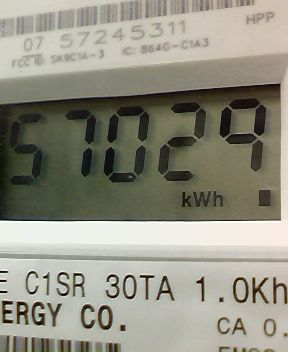 07 57245311 HPP
FCC ID: SK9C1A-3 IC: 864G-C1A3
57029
kWh
E C1SR 30TA 1.0Kh
ERGY CO.
CA 0.